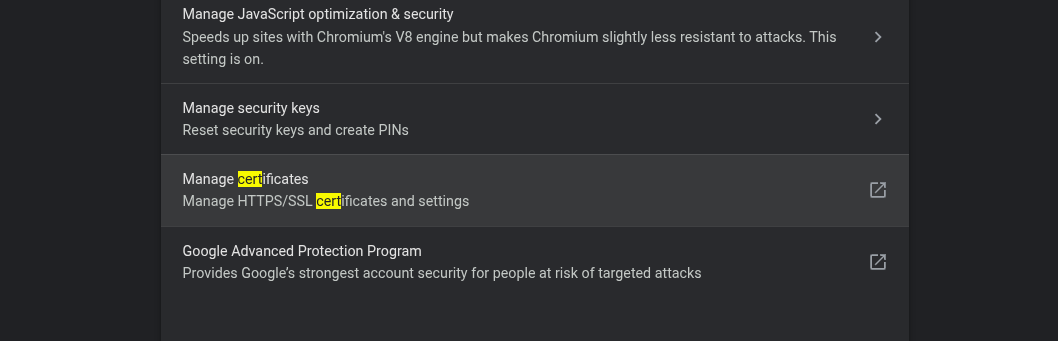 Manage JavaScript optimization & security
Speeds up sites with Chromium's V8 engine but makes Chromium slightly less resistant to attacks. This
setting is on.
Manage security keys
Reset security keys and create PINs
Manage certificates
Manage HTTPS/SSL certificates and settings
Google Advanced Protection Program
Provides Google’s strongest account security for people at risk of targeted attacks